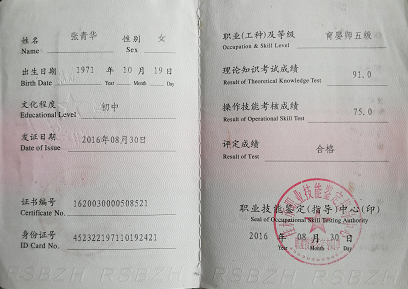 姓名 张青华 性别 女
Name Sex
出生日期 1971 年 10 月 19 日
Birth Date Year Month Day
文化程度 初中
Educational Level
发证日期 2016年08月30日
Date of Issue
证书编号 1620030000508521
Certificate No.
身份证号 452322197110192421
ID Card No.
职业(工种)及等级 育婴师五级
Occupation & Skill Level
理论知识考试成绩 91.0
Result of Theoretical Knowledge Test
操作技能考核成绩 75.0
Result of Operational Skill Test
评定成绩 合格
Result of Test
职业技能鉴定(指导)中心(印)
Seal of Occupational Skill Testing Authority
2016 年 08 月 30 日
Year Month Day